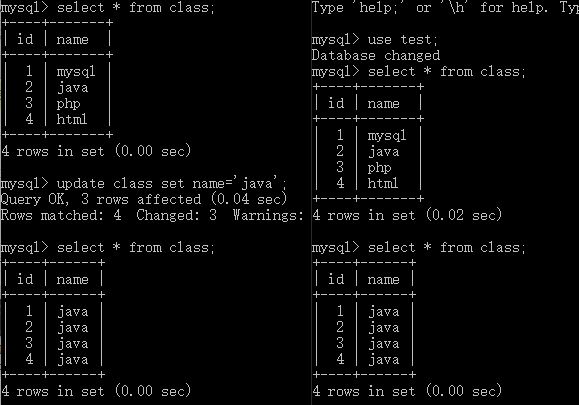 mysql> select * from class;
+----+-------+
| id | name  |
+----+-------+
|  1 | mysql |
|  2 | java  |
|  3 | php   |
|  4 | html  |
+----+-------+
4 rows in set (0.00 sec)
mysql> update class set name='java';
Query OK, 3 rows affected (0.04 sec)
Rows matched: 4  Changed: 3  Warnings:
mysql> select * from class;
+----+------+
| id | name |
+----+------+
|  1 | java |
|  2 | java |
|  3 | java |
|  4 | java |
+----+------+
4 rows in set (0.00 sec)
Type 'help;' or '\h' for help. Typ
mysql> use test;
Database changed
mysql> select * from class;
+----+-------+
| id | name  |
+----+-------+
|  1 | mysql |
|  2 | java  |
|  3 | php   |
|  4 | html  |
+----+-------+
4 rows in set (0.02 sec)
mysql> select * from class;
+----+------+
| id | name |
+----+------+
|  1 | java |
|  2 | java |
|  3 | java |
|  4 | java |
+----+------+
4 rows in set (0.00 sec)